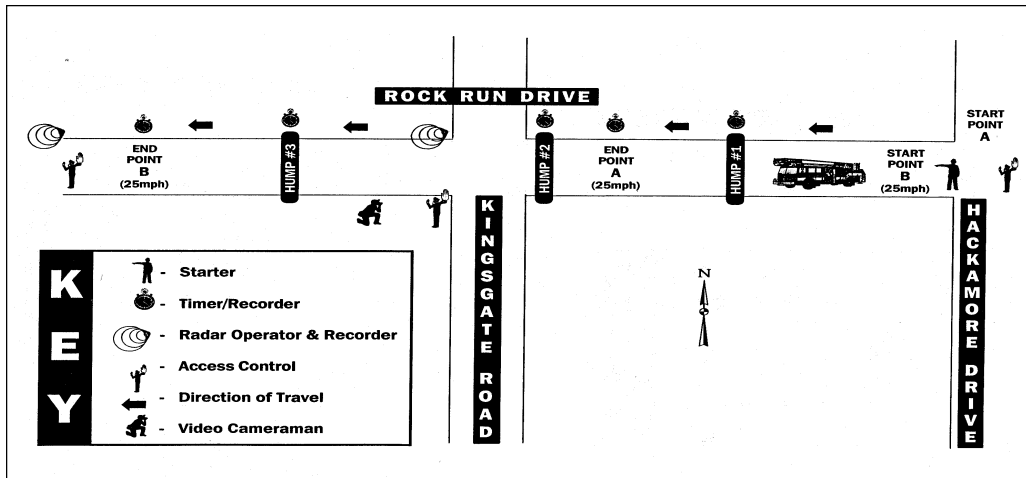 ROCK RUN DRIVE
START
POINT
A
END
POINT
B
(25mph)
HUMP #3
HUMP #2
END
POINT
A
(25mph)
HUMP #1
START
POINT
B
(25mph)
KINGSGATE ROAD
HACKAMORE DRIVE
N
KEY
- Starter
- Timer/Recorder
- Radar Operator & Recorder
- Access Control
- Direction of Travel
- Video Cameraman